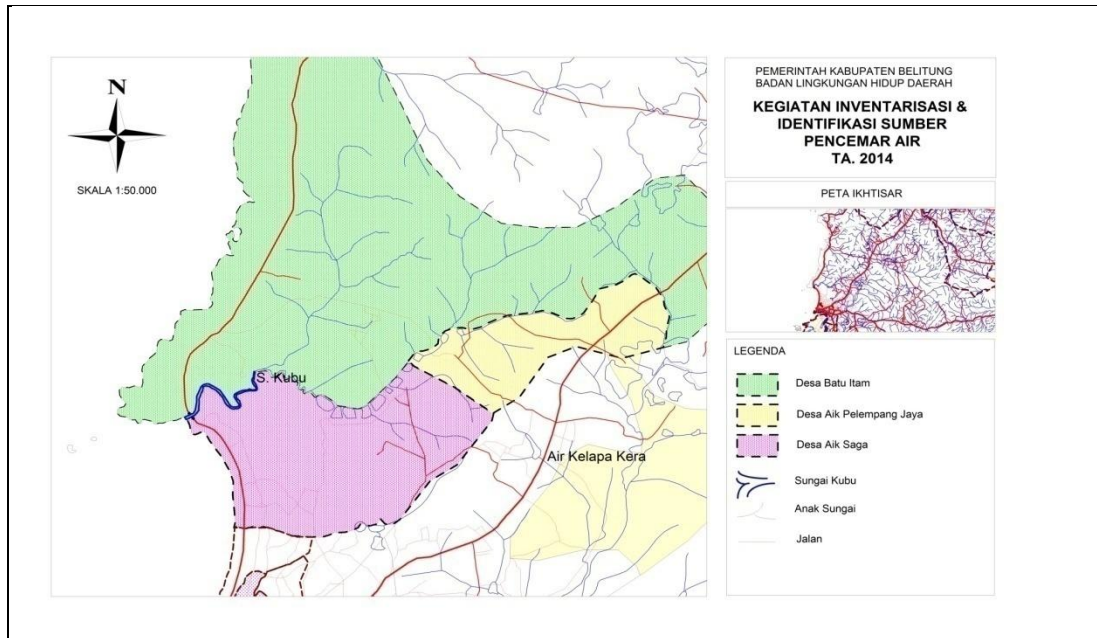 N
SKALA 1:50.000
S. Kubu
Air Kelapa Kera
PEMERINTAH KABUPATEN BELITUNG
BADAN LINGKUNGAN HIDUP DAERAH
KEGIATAN INVENTARISASI &
IDENTIFIKASI SUMBER
PENCEMAR AIR
TA. 2014
PETA IKHTISAR
LEGENDA
Desa Batu Itam
Desa Aik Pelempang Jaya
Desa Aik Saga
Sungai Kubu
Anak Sungai
Jalan